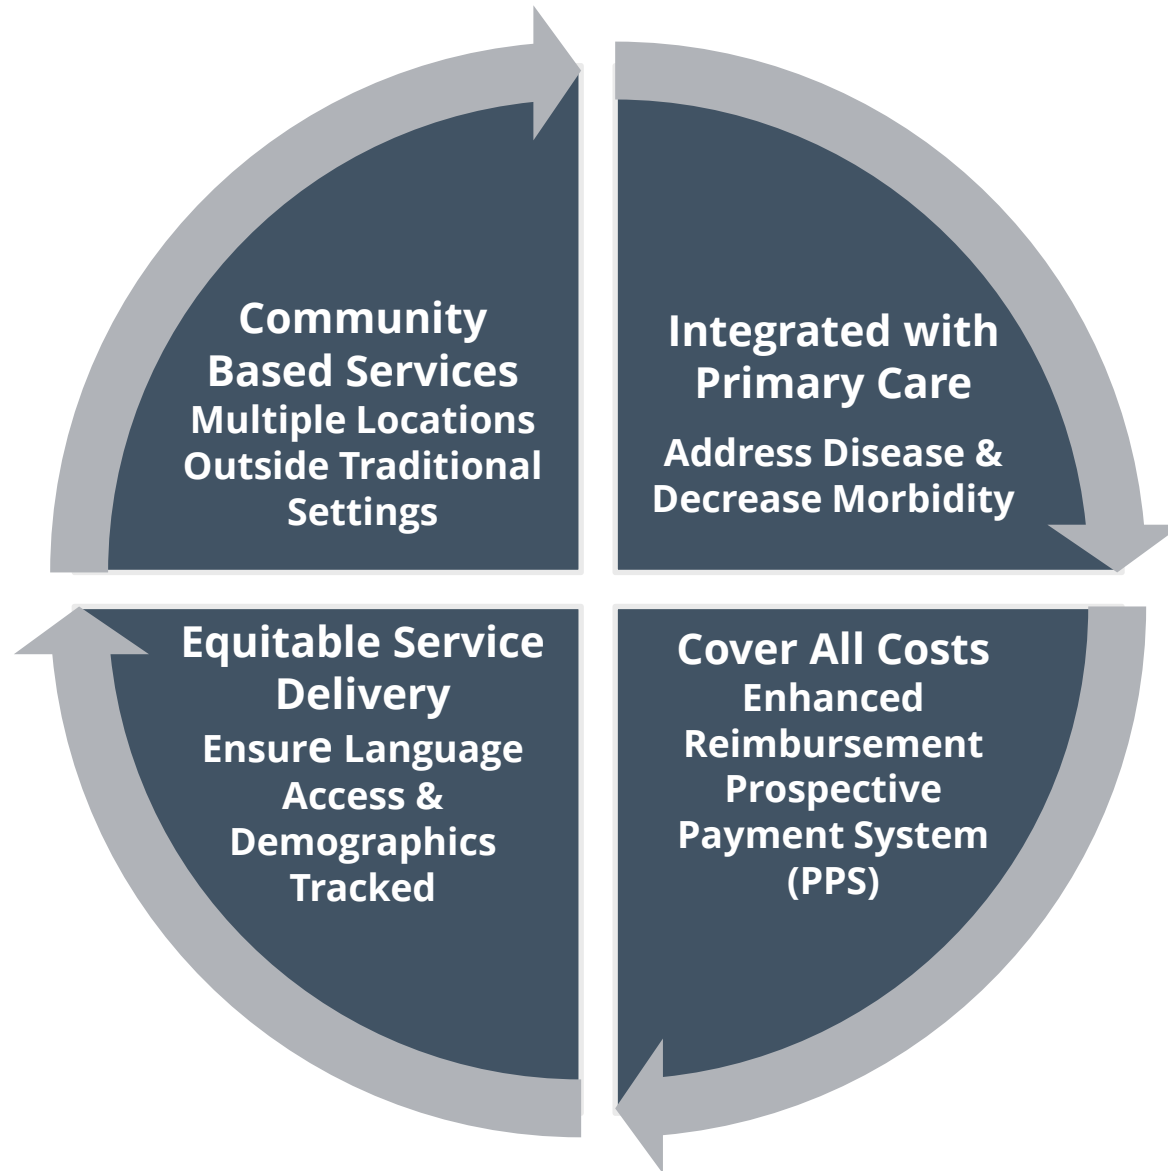 Community
Based Services
Multiple Locations
Outside Traditional
Settings
Integrated with
Primary Care
Address Disease &
Decrease Morbidity
Equitable Service
Delivery
Ensure Language
Access &
Demographics
Tracked
Cover All Costs
Enhanced
Reimbursement
Prospective
Payment System
(PPS)